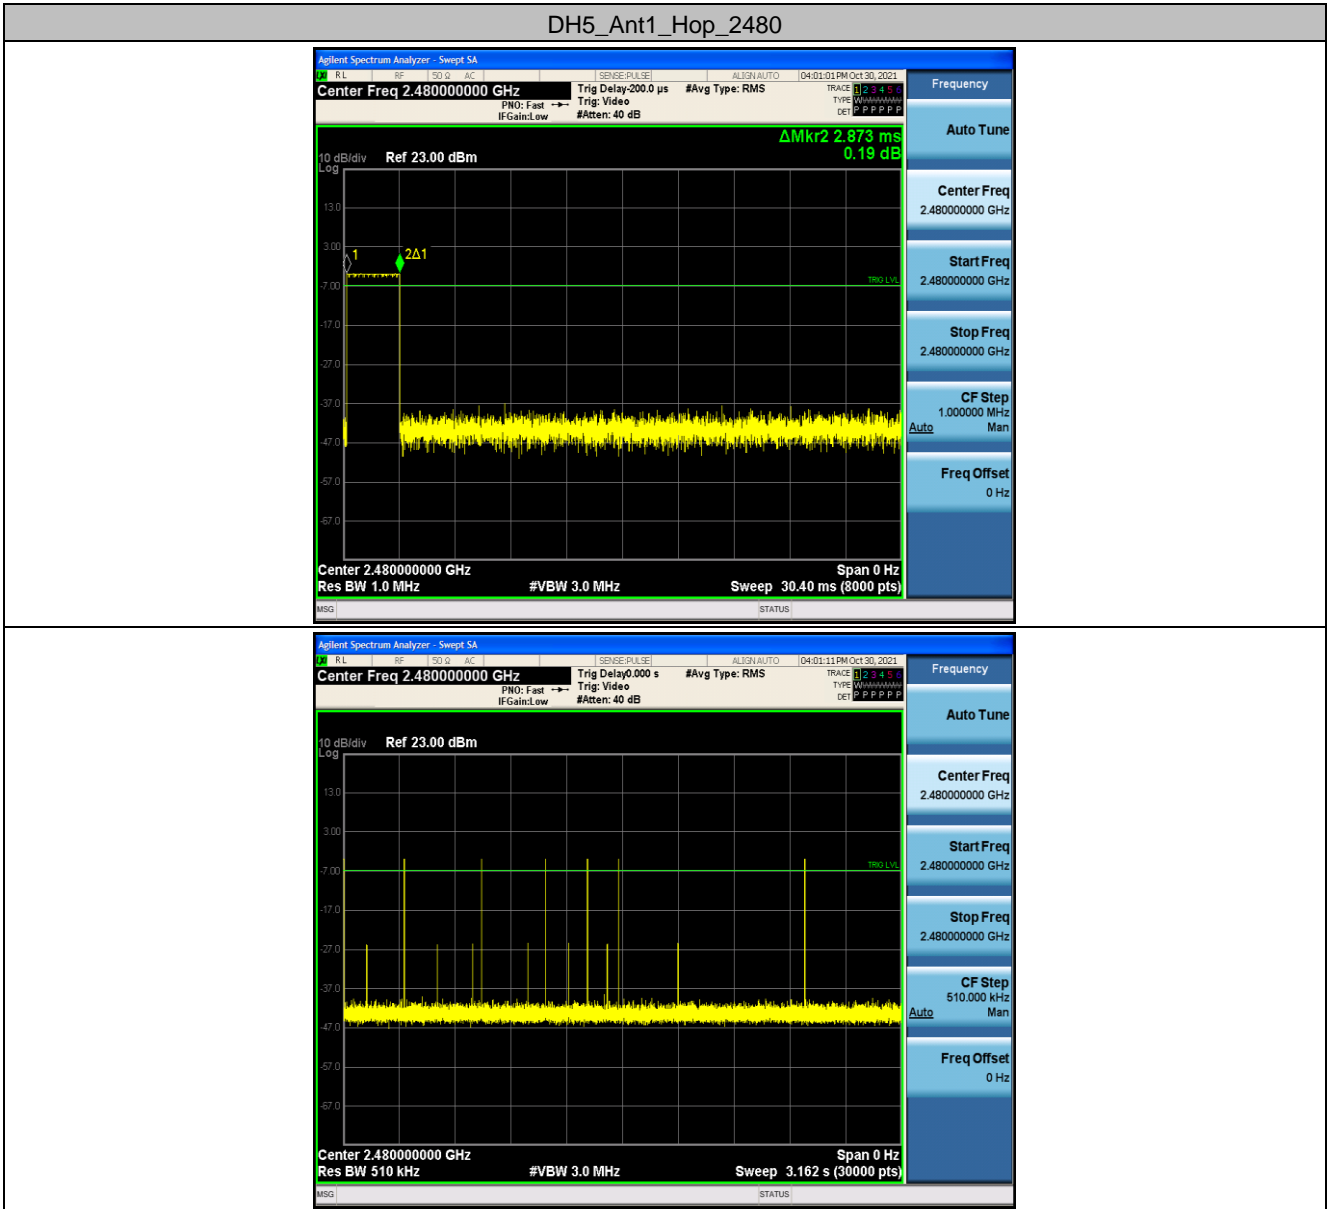 DH5_Ant1_Hop_2480
Agilent Spectrum Analyzer - Swept SA
RL RF 50 Ω AC SENSE:PULSE ALIGN AUTO 04:01:01 PM Oct 30, 2021
Center Freq 2.480000000 GHz
PNO: Fast
IFGain:Low
Trig Delay-200.0 µs
Trig: Video
#Atten: 40 dB
#Avg Type: RMS
TRACE 1 2 3 4 5 6
TYPE W
DET P P P P P P
ΔMkr2 2.873 ms
0.19 dB
10 dB/div
Log
Ref 23.00 dBm
13.0
3.00
-7.00
-17.0
-27.0
-37.0
-47.0
-57.0
-67.0
1
2Δ1
TRIG LVL
Center 2.480000000 GHz
Span 0 Hz
Res BW 1.0 MHz
#VBW 3.0 MHz
Sweep 30.40 ms (8000 pts)
MSG
STATUS
Frequency
Auto Tune
Center Freq
2.480000000 GHz
Start Freq
2.480000000 GHz
Stop Freq
2.480000000 GHz
CF Step
1.000000 MHz
Auto Man
Freq Offset
0 Hz
Agilent Spectrum Analyzer - Swept SA
RL RF 50 Ω AC SENSE:PULSE ALIGN AUTO 04:01:11 PM Oct 30, 2021
Center Freq 2.480000000 GHz
PNO: Fast
IFGain:Low
Trig Delay0.000 s
Trig: Video
#Atten: 40 dB
#Avg Type: RMS
TRACE 1 2 3 4 5 6
TYPE W
DET P P P P P P
10 dB/div
Log
Ref 23.00 dBm
13.0
3.00
-7.00
-17.0
-27.0
-37.0
-47.0
-57.0
-67.0
TRIG LVL
Center 2.480000000 GHz
Span 0 Hz
Res BW 510 kHz
#VBW 3.0 MHz
Sweep 3.162 s (30000 pts)
MSG
STATUS
Frequency
Auto Tune
Center Freq
2.480000000 GHz
Start Freq
2.480000000 GHz
Stop Freq
2.480000000 GHz
CF Step
510.000 kHz
Auto Man
Freq Offset
0 Hz